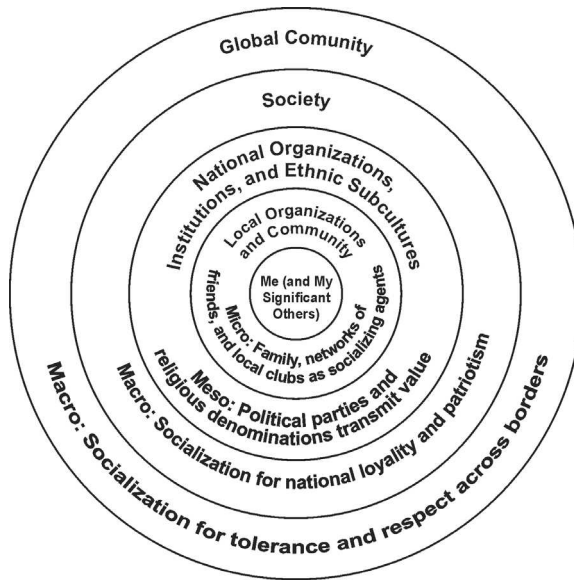 Global Comunity
Society
National Organizations,
Institutions, and Ethnic Subcultures
Local Organizations
and Community
Me (and My
Significant
Others)
Micro: Family, networks of
friends, and local clubs as socializing agents
Meso: Political parties and
religious denominations transmit value
Macro: Socialization for national loyality and patriotism
Macro: Socialization for tolerance and respect across borders